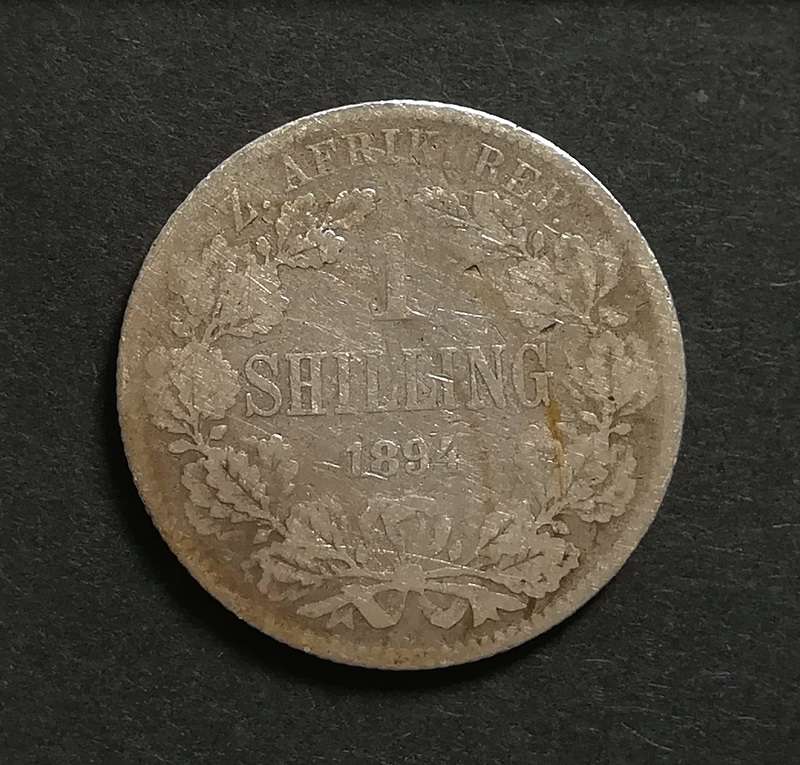 Z. AFRIK. REP.
1
SHILLING
1894